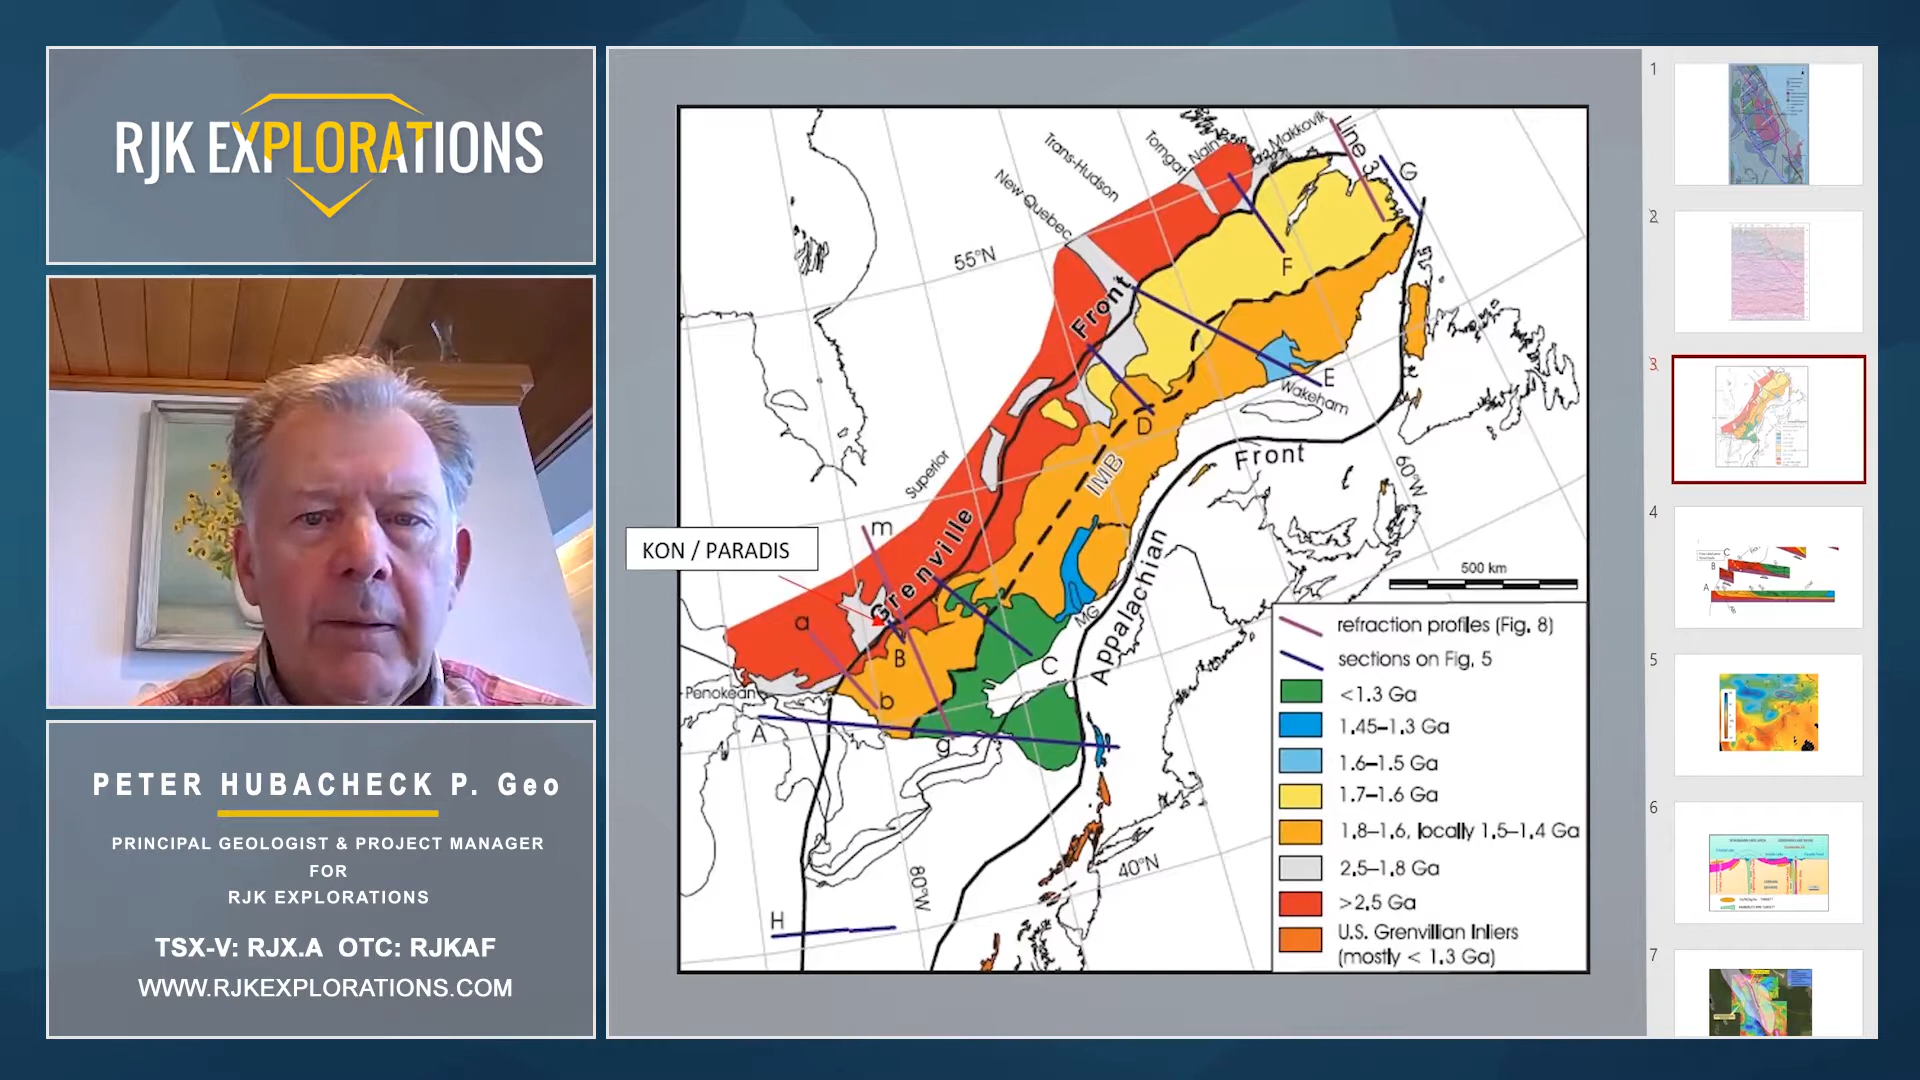 RJK EXPLORATIONS
PETER HUBACHECK P. Geo
PRINCIPAL GEOLOGIST & PROJECT MANAGER
FOR
RJK EXPLORATIONS
TSX-V: RJX.A OTC: RJKAF
WWW.RJKEXPLORATIONS.COM
Makkovik
Line 3
G
Nain
Torngat
Trans-Hudson
New Quebec
55°N
F
Front
E
Wakeham
D
IMB
Front
60°W
Superior
m
Grenville
KON / PARADIS
Appalachian
MG
a
B
C
Penokean
b
A
g
80°W
40°N
H
500 km
refraction profiles (Fig. 8)
sections on Fig. 5
<1.3 Ga
1.45–1.3 Ga
1.6–1.5 Ga
1.7–1.6 Ga
1.8–1.6, locally 1.5–1.4 Ga
2.5–1.8 Ga
>2.5 Ga
U.S. Grenvillian Inliers
(mostly < 1.3 Ga)
1
2
3
4
5
6
7